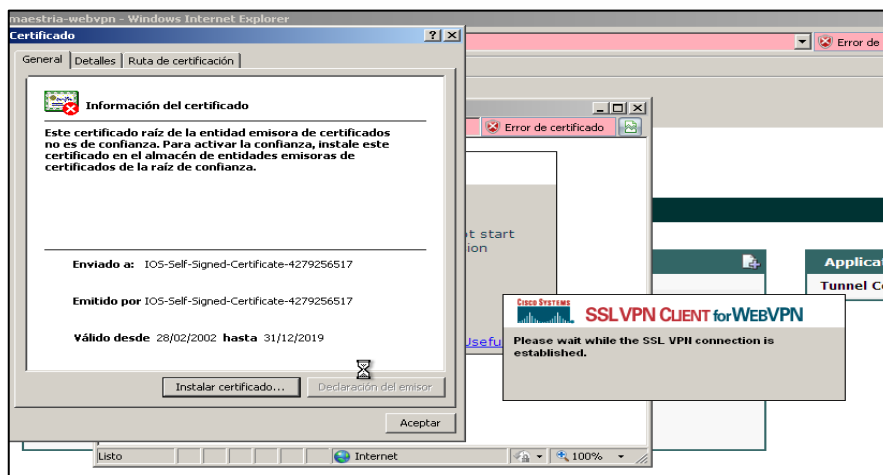 maestria-webvpn - Windows Internet Explorer
Certificado
General Detalles Ruta de certificación
Información del certificado
Este certificado raíz de la entidad emisora de certificados
no es de confianza. Para activar la confianza, instale este
certificado en el almacén de entidades emisoras de
certificados de la raíz de confianza.
Enviado a: IOS-Self-Signed-Certificate-4279256517
Emitido por IOS-Self-Signed-Certificate-4279256517
Válido desde 28/02/2002 hasta 31/12/2019
Instalar certificado... Declaración del emisor
Aceptar
Error de
Error de certificado
t start
ion
Usefu
Applicat
Tunnel Co
CISCO SYSTEMS
SSL VPN CLIENT for WEBVPN
Please wait while the SSL VPN connection is
established.
Listo Internet 100%